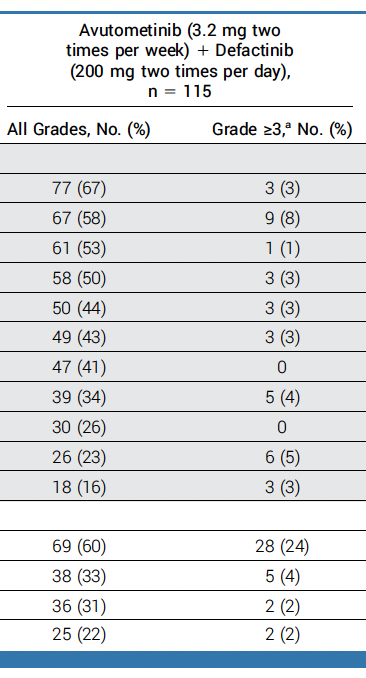 Avutometinib (3.2 mg two
times per week) + Defactinib
(200 mg two times per day),
n = 115
All Grades, No. (%) Grade ≥3,ª No. (%)
77 (67) 3 (3)
67 (58) 9 (8)
61 (53) 1 (1)
58 (50) 3 (3)
50 (44) 3 (3)
49 (43) 3 (3)
47 (41) 0
39 (34) 5 (4)
30 (26) 0
26 (23) 6 (5)
18 (16) 3 (3)
69 (60) 28 (24)
38 (33) 5 (4)
36 (31) 2 (2)
25 (22) 2 (2)